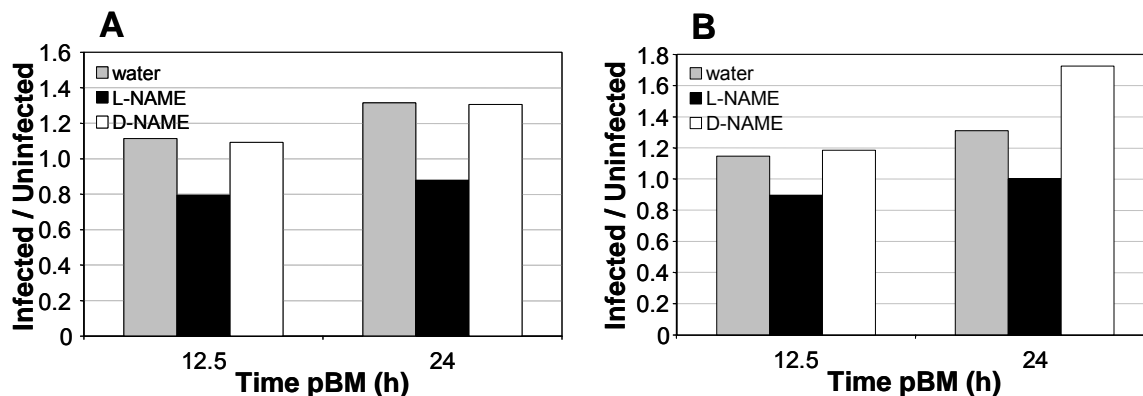 A
Infected / Uninfected
1.6
1.4
1.2
1.0
0.8
0.6
0.4
0.2
0
water
L-NAME
D-NAME
12.5
24
Time pBM (h)
B
Infected / Uninfected
1.8
1.6
1.4
1.2
1.0
0.8
0.6
0.4
0.2
0
water
L-NAME
D-NAME
12.5
24
Time pBM (h)